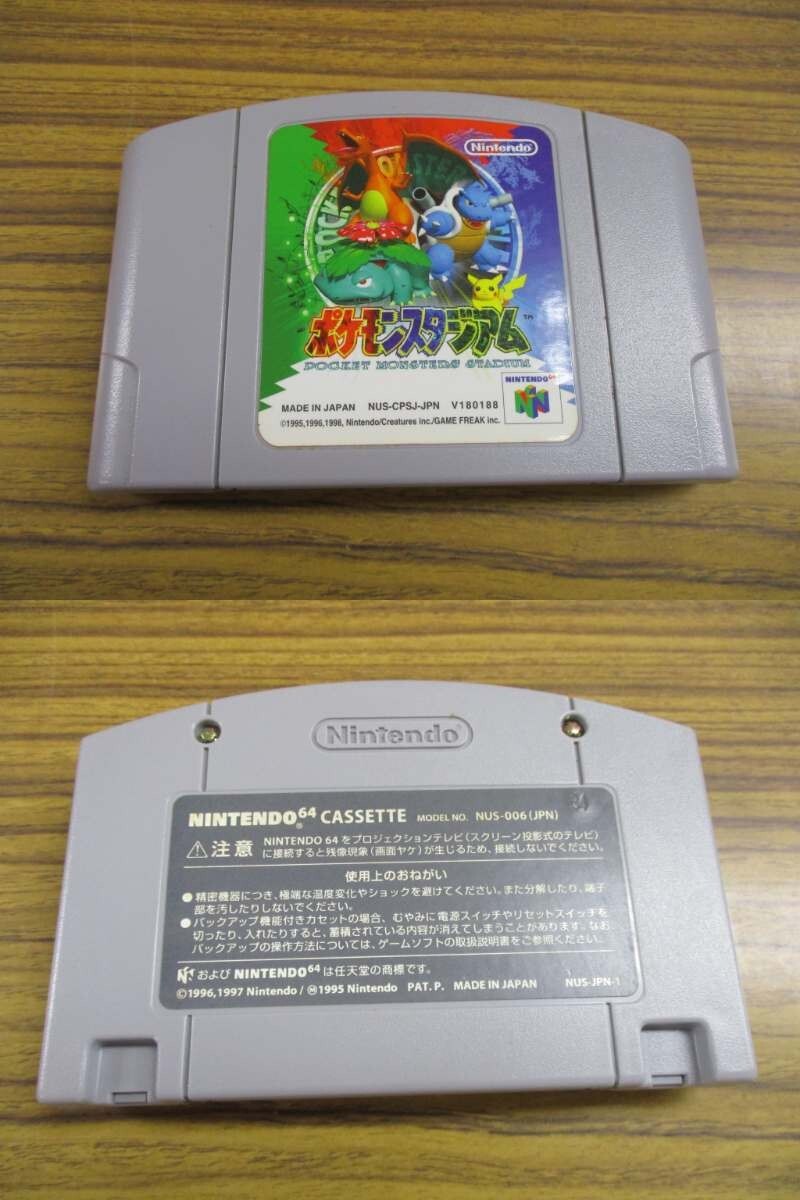 Nintendo
ポケモンスタジアム™
POCKET MONSTERS STADIUM
NINTENDO64
MADE IN JAPAN NUS-CPSJ-JPN V180188
©1995,1996,1998, Nintendo/Creatures inc./GAME FREAK inc.
Nintendo
NINTENDO64® CASSETTE MODEL NO. NUS-006(JPN)
注意 NINTENDO 64 をプロジェクションテレビ(スクリーン投影式のテレビ)
に接続すると残像現象(画面ヤケ)が生じるため、接続しないでください。
使用上のおねがい
●精密機器につき、極端な温度変化やショックを避けてください。また分解したり、端子
部を汚したりしないでください。
●バックアップ機能付きカセットの場合、むやみに電源スイッチやリセットスイッチを
切ったり、入れたりすると、蓄積されている内容が消えてしまうことがあります。なお
バックアップの操作方法については、ゲームソフトの取扱説明書をご参照ください。
および NINTENDO64 は任天堂の商標です。
©1996,1997 Nintendo/Ⓜ1995 Nintendo PAT. P. MADE IN JAPAN NUS-JPN-1